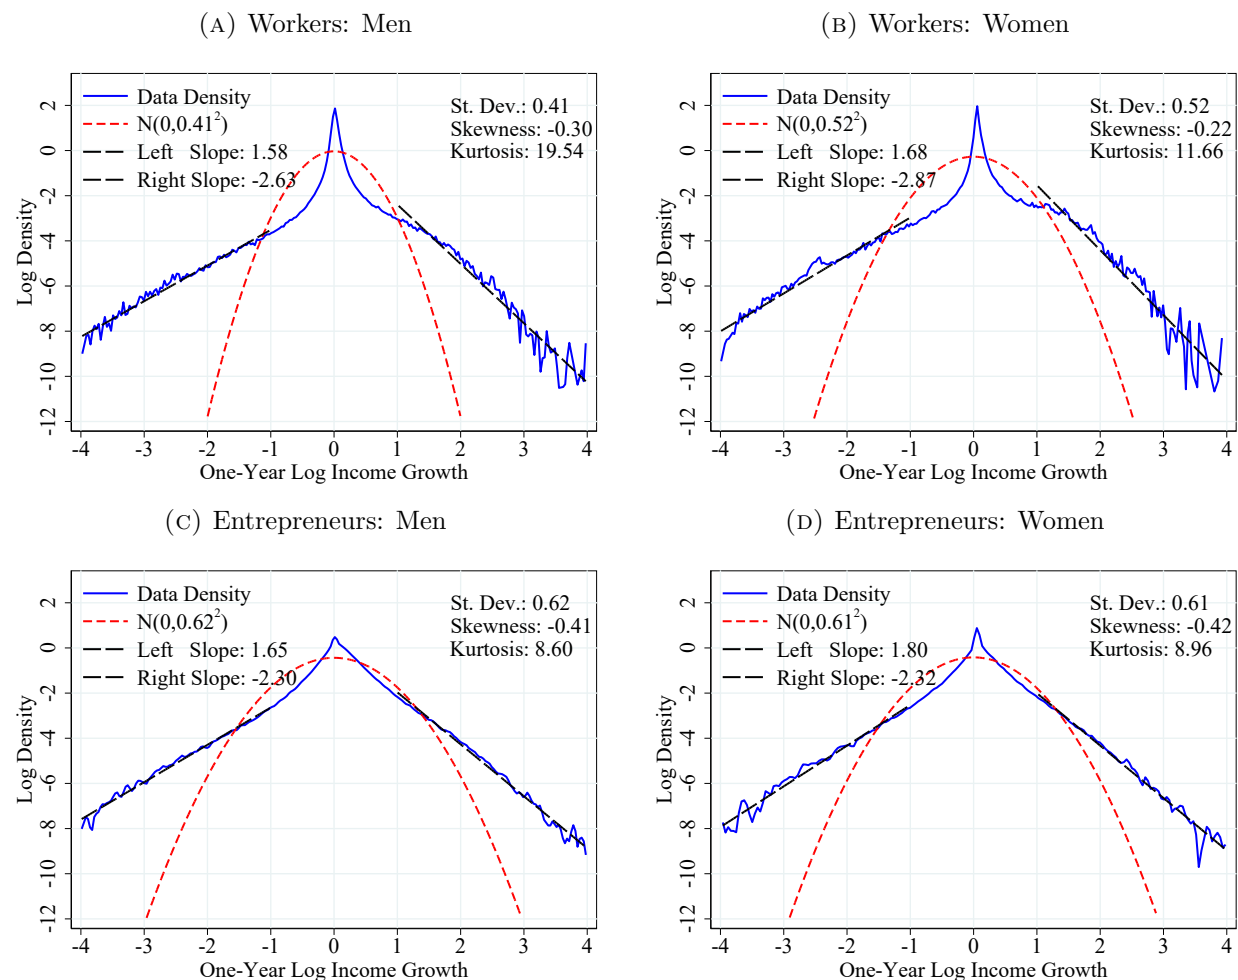 (A) Workers: Men
Data Density
N(0,0.41²)
Left Slope: 1.58
Right Slope: -2.63
St. Dev.: 0.41
Skewness: -0.30
Kurtosis: 19.54
Log Density
2
0
-2
-4
-6
-8
-10
-12
-4 -3 -2 -1 0 1 2 3 4
One-Year Log Income Growth
(B) Workers: Women
Data Density
N(0,0.52²)
Left Slope: 1.68
Right Slope: -2.87
St. Dev.: 0.52
Skewness: -0.22
Kurtosis: 11.66
Log Density
2
0
-2
-4
-6
-8
-10
-12
-4 -3 -2 -1 0 1 2 3 4
One-Year Log Income Growth
(C) Entrepreneurs: Men
Data Density
N(0,0.62²)
Left Slope: 1.65
Right Slope: -2.30
St. Dev.: 0.62
Skewness: -0.41
Kurtosis: 8.60
Log Density
2
0
-2
-4
-6
-8
-10
-12
-4 -3 -2 -1 0 1 2 3 4
One-Year Log Income Growth
(D) Entrepreneurs: Women
Data Density
N(0,0.61²)
Left Slope: 1.80
Right Slope: -2.32
St. Dev.: 0.61
Skewness: -0.42
Kurtosis: 8.96
Log Density
2
0
-2
-4
-6
-8
-10
-12
-4 -3 -2 -1 0 1 2 3 4
One-Year Log Income Growth